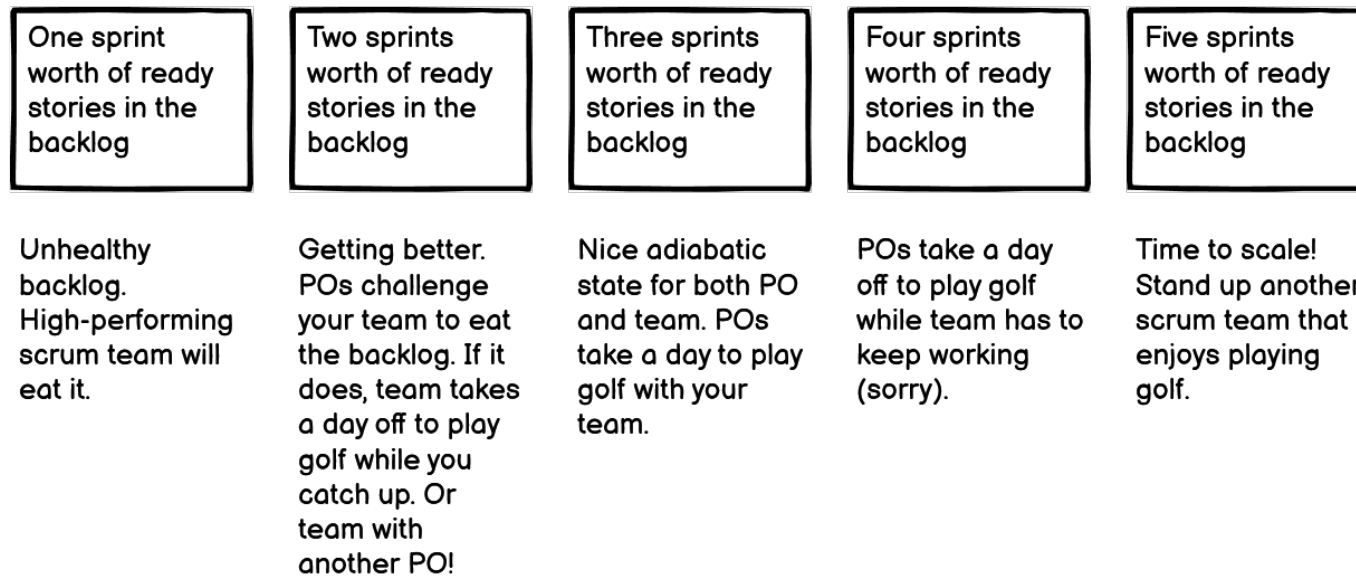 One sprint
worth of ready
stories in the
backlog
Two sprints
worth of ready
stories in the
backlog
Three sprints
worth of ready
stories in the
backlog
Four sprints
worth of ready
stories in the
backlog
Five sprints
worth of ready
stories in the
backlog
Unhealthy
backlog.
High-performing
scrum team will
eat it.
Getting better.
POs challenge
your team to eat
the backlog. If it
does, team takes
a day off to play
golf while you
catch up. Or
team with
another PO!
Nice adiabatic
state for both PO
and team. POs
take a day to play
golf with your
team.
POs take a day
off to play golf
while team has to
keep working
(sorry).
Time to scale!
Stand up another
scrum team that
enjoys playing
golf.